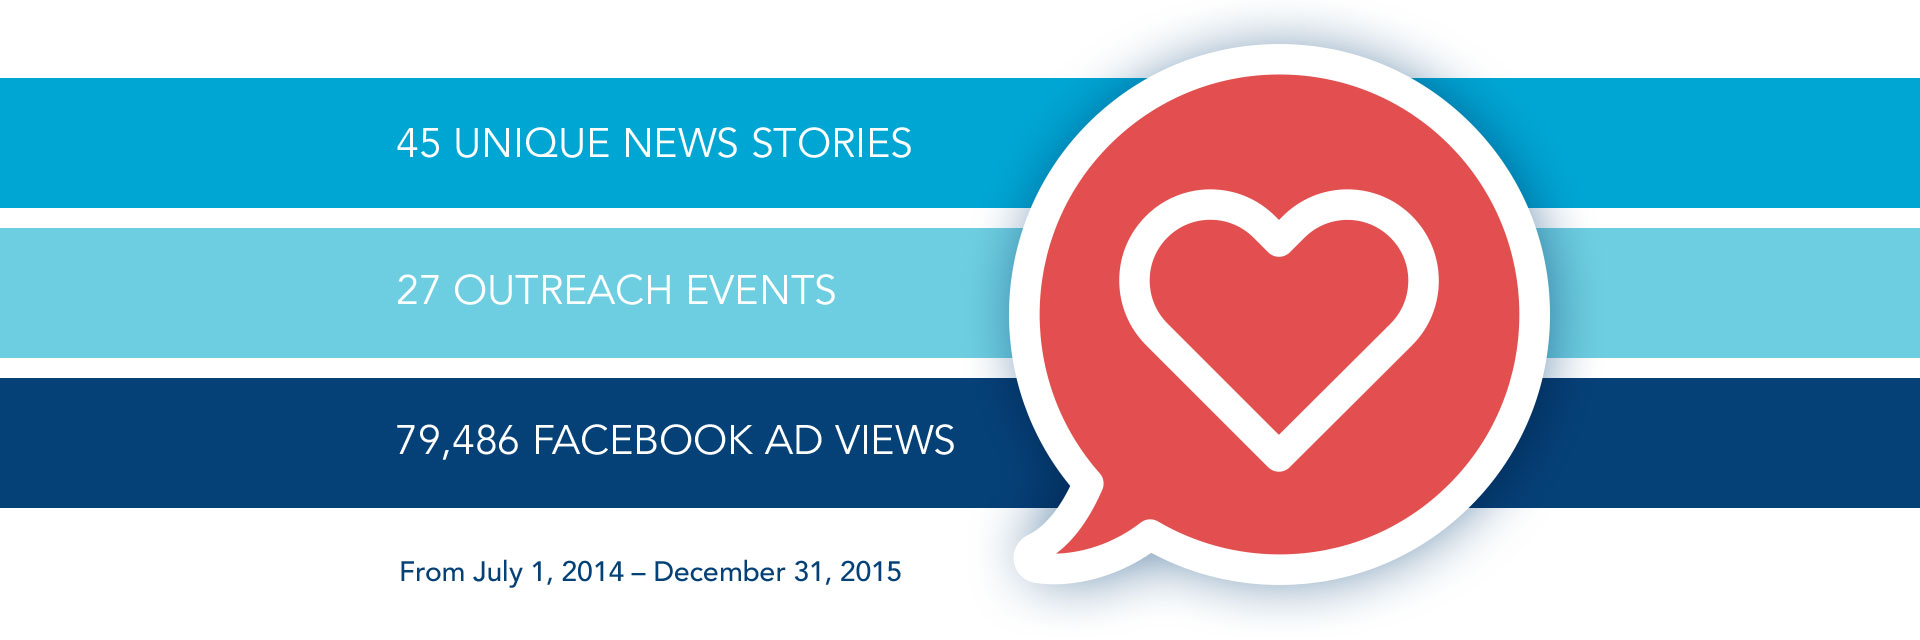 45 UNIQUE NEWS STORIES
27 OUTREACH EVENTS
79,486 FACEBOOK AD VIEWS
From July 1, 2014 – December 31, 2015